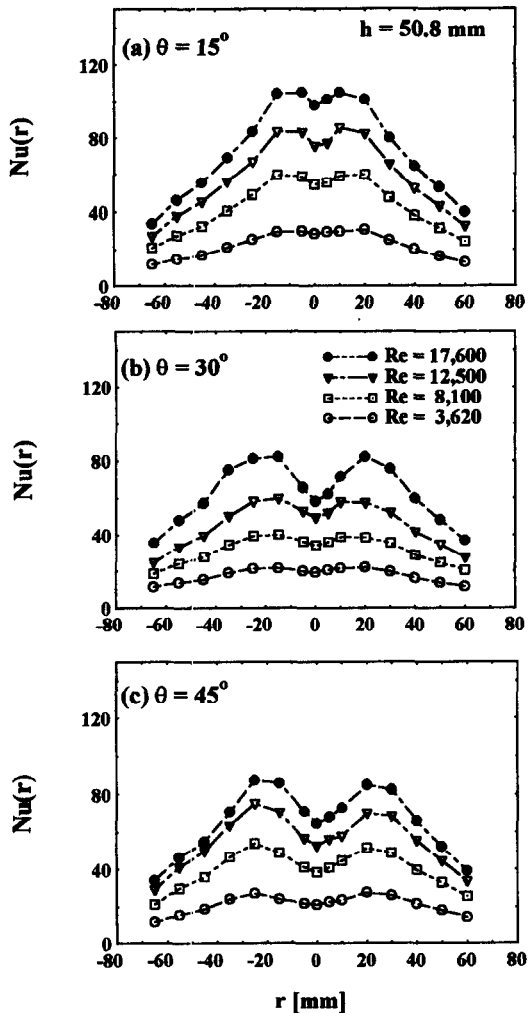 (a) θ = 15°
h = 50.8 mm
Nu(r)
120
80
40
0
-80 -60 -40 -20 0 20 40 60 80
(b) θ = 30°
Re = 17,600
Re = 12,500
Re = 8,100
Re = 3,620
Nu(r)
120
80
40
0
-80 -60 -40 -20 0 20 40 60 80
(c) θ = 45°
Nu(r)
120
80
40
0
-80 -60 -40 -20 0 20 40 60 80
r [mm]